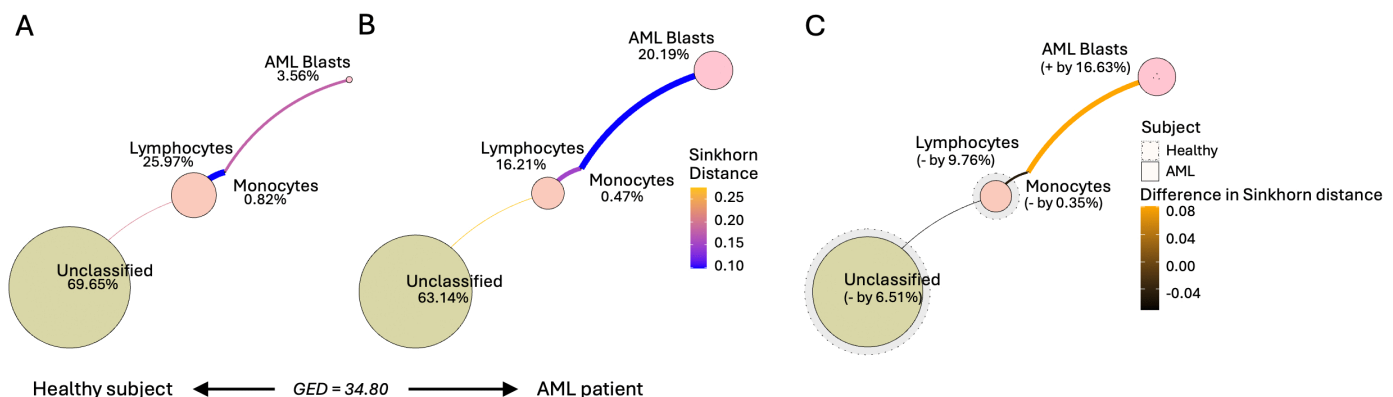 A
AML Blasts
3.56%
Lymphocytes
25.97%
Monocytes
0.82%
Unclassified
69.65%
B
AML Blasts
20.19%
Lymphocytes
16.21%
Monocytes
0.47%
Unclassified
63.14%
Sinkhorn
Distance
0.25
0.20
0.15
0.10
C
AML Blasts
(+ by 16.63%)
Lymphocytes
(- by 9.76%)
Monocytes
(- by 0.35%)
Unclassified
(- by 6.51%)
Subject
Healthy
AML
Difference in Sinkhorn distance
0.08
0.04
0.00
-0.04
Healthy subject
GED = 34.80
AML patient